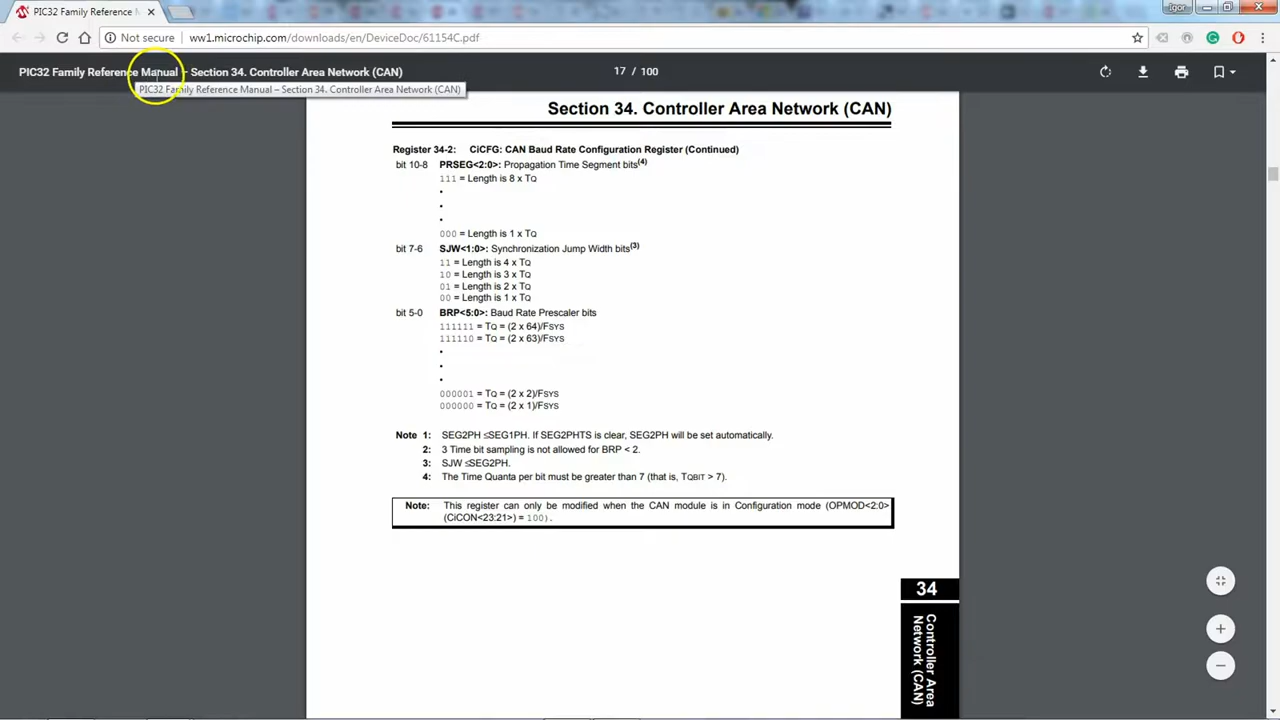 PIC32 Family Reference M
Igor
Not secure
ww1.microchip.com/downloads/en/DeviceDoc/61154C.pdf
PIC32 Family Reference Manual – Section 34. Controller Area Network (CAN)
17 / 100
PIC32 Family Reference Manual – Section 34. Controller Area Network (CAN)
Section 34. Controller Area Network (CAN)
Register 34-2: CiCFG: CAN Baud Rate Configuration Register (Continued)
bit 10-8 PRSEG<2:0>: Propagation Time Segment bits(4)
111 = Length is 8 x TQ
•
•
•
000 = Length is 1 x TQ
bit 7-6 SJW<1:0>: Synchronization Jump Width bits(3)
11 = Length is 4 x TQ
10 = Length is 3 x TQ
01 = Length is 2 x TQ
00 = Length is 1 x TQ
bit 5-0 BRP<5:0>: Baud Rate Prescaler bits
111111 = TQ = (2 x 64)/FSYS
111110 = TQ = (2 x 63)/FSYS
•
•
•
000001 = TQ = (2 x 2)/FSYS
000000 = TQ = (2 x 1)/FSYS
Note 1: SEG2PH ≤SEG1PH. If SEG2PHTS is clear, SEG2PH will be set automatically.
2: 3 Time bit sampling is not allowed for BRP < 2.
3: SJW ≤SEG2PH.
4: The Time Quanta per bit must be greater than 7 (that is, TQBIT > 7).
Note: This register can only be modified when the CAN module is in Configuration mode (OPMOD<2:0>
(CiCON<23:21>) = 100).
34
Controller Area
Network (CAN)